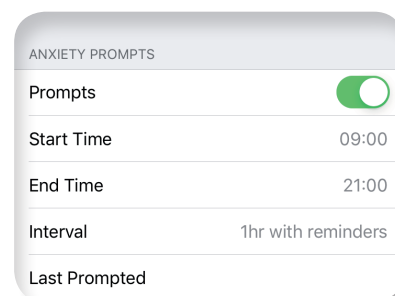 ANXIETY PROMPTS
Prompts
Start Time 09:00
End Time 21:00
Interval 1hr with reminders
Last Prompted